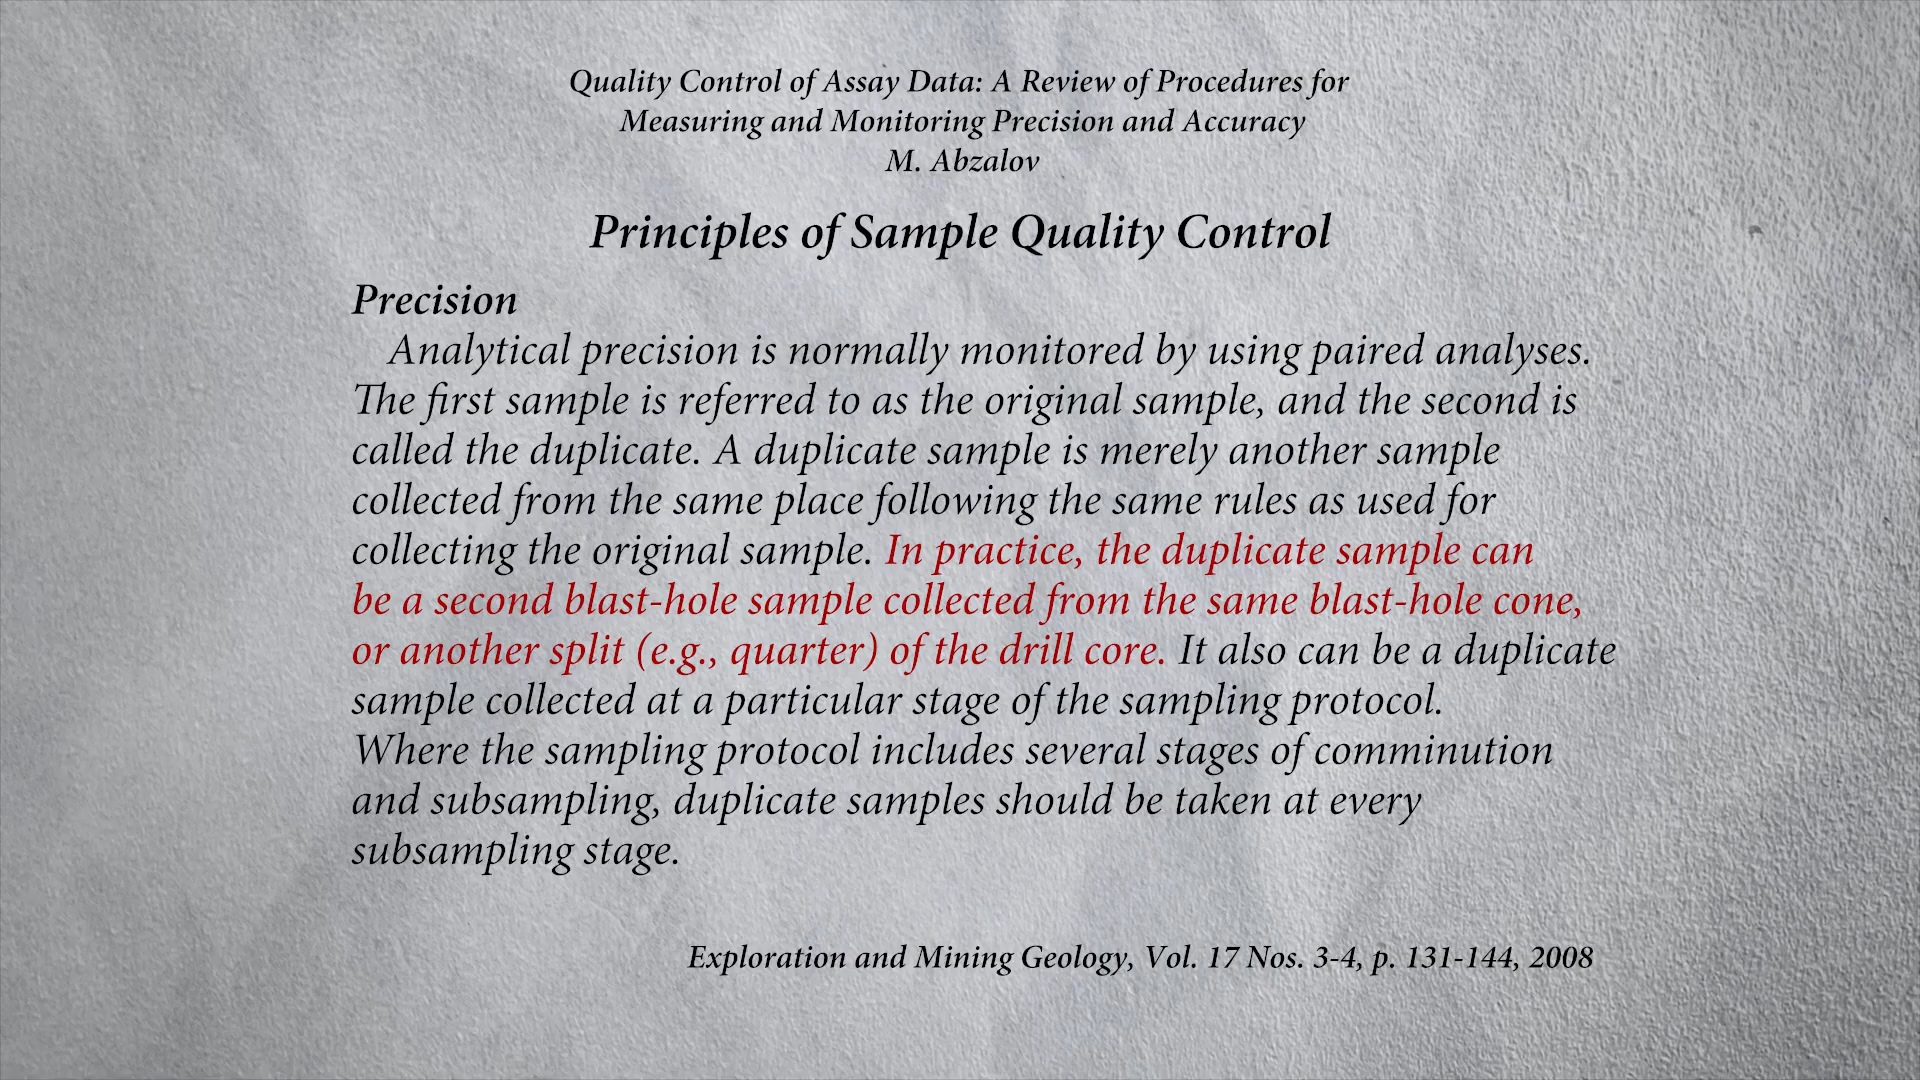 Quality Control of Assay Data: A Review of Procedures for
Measuring and Monitoring Precision and Accuracy
M. Abzalov
Principles of Sample Quality Control
Precision
Analytical precision is normally monitored by using paired analyses.
The first sample is referred to as the original sample, and the second is
called the duplicate. A duplicate sample is merely another sample
collected from the same place following the same rules as used for
collecting the original sample. In practice, the duplicate sample can
be a second blast-hole sample collected from the same blast-hole cone,
or another split (e.g., quarter) of the drill core. It also can be a duplicate
sample collected at a particular stage of the sampling protocol.
Where the sampling protocol includes several stages of comminution
and subsampling, duplicate samples should be taken at every
subsampling stage.
Exploration and Mining Geology, Vol. 17 Nos. 3-4, p. 131-144, 2008